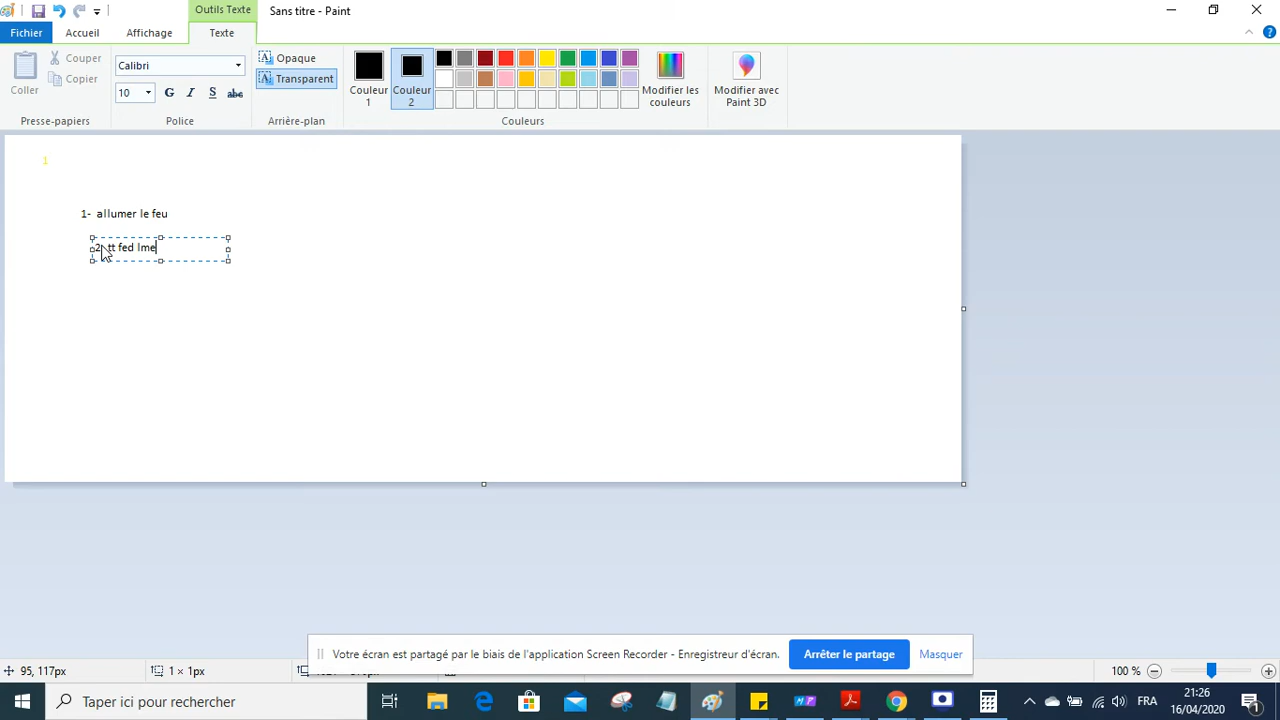 Outils Texte
Sans titre - Paint
Fichier
Accueil
Affichage
Texte
Coller
Couper
Copier
Presse-papiers
Calibri
10
G I S abc
Police
Opaque
Transparent
Arrière-plan
Couleur 1
Couleur 2
Modifier les couleurs
Modifier avec Paint 3D
Couleurs
1
1- allumer le feu
tt fed lme
Votre écran est partagé par le biais de l'application Screen Recorder - Enregistreur d'écran.
Arrêter le partage
Masquer
95, 117px
1 × 1px
100 %
Taper ici pour rechercher
FRA
21:26
16/04/2020